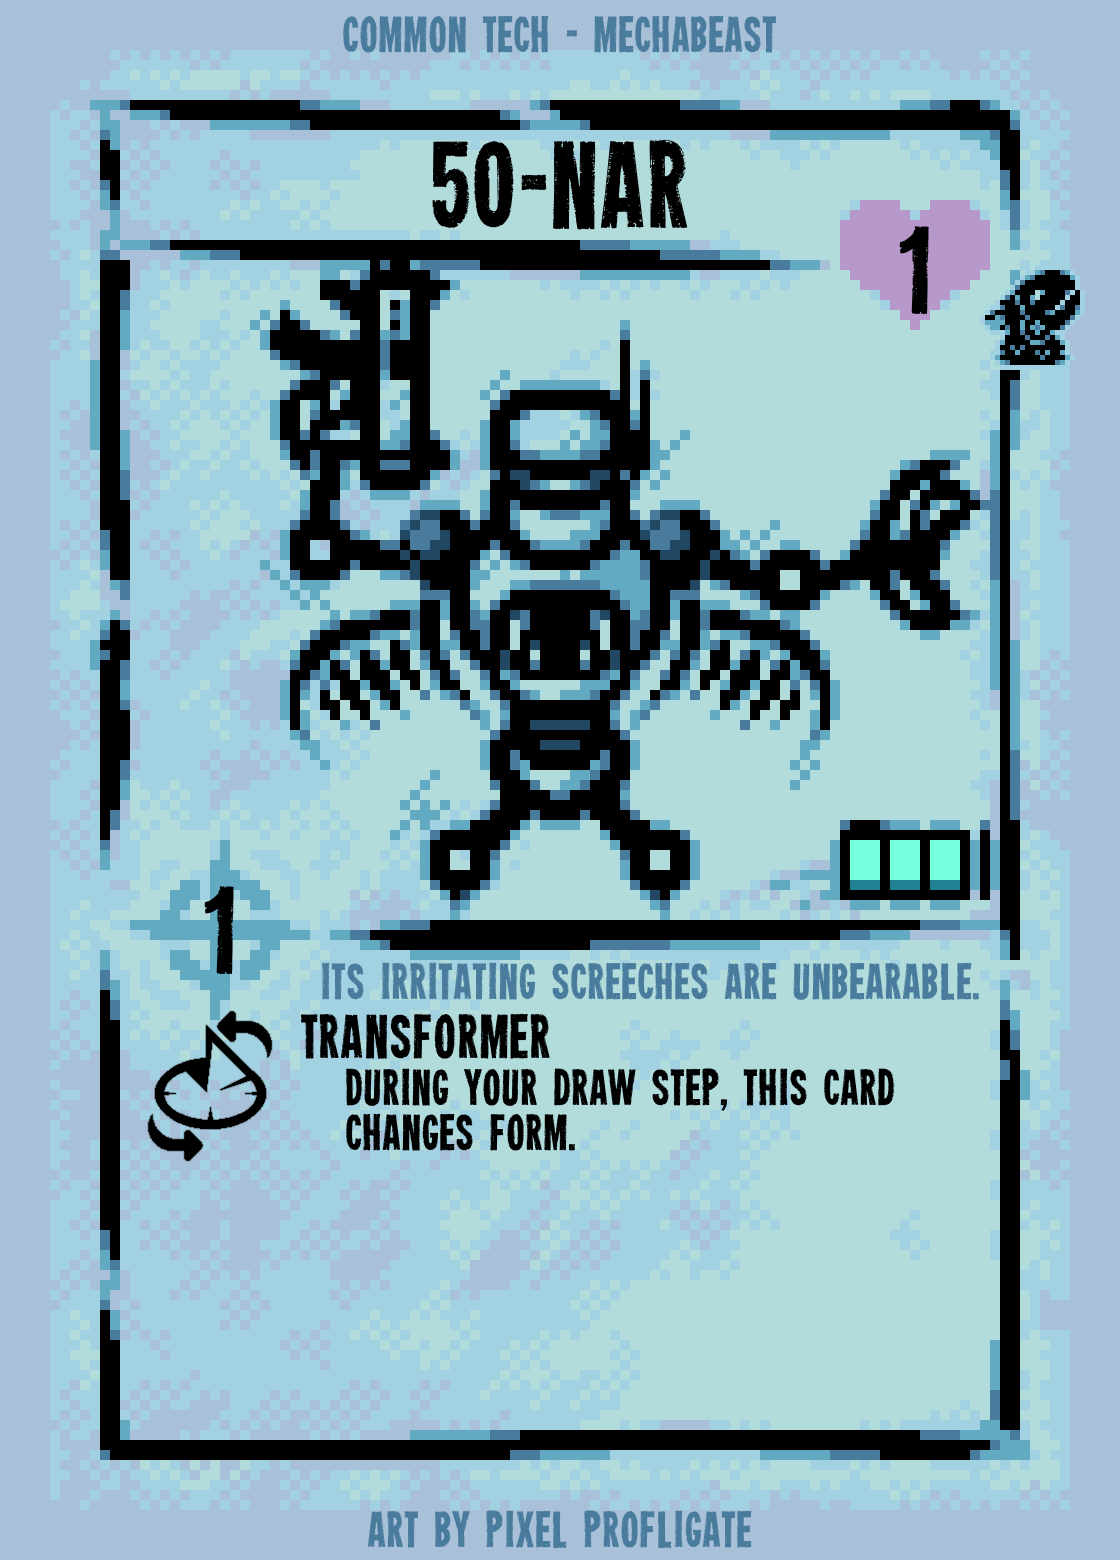 COMMON TECH - MECHABEAST
50-NAR
1
1
ITS IRRITATING SCREECHES ARE UNBEARABLE.
TRANSFORMER
DURING YOUR DRAW STEP, THIS CARD
CHANGES FORM.
ART BY PIXEL PROFLIGATE